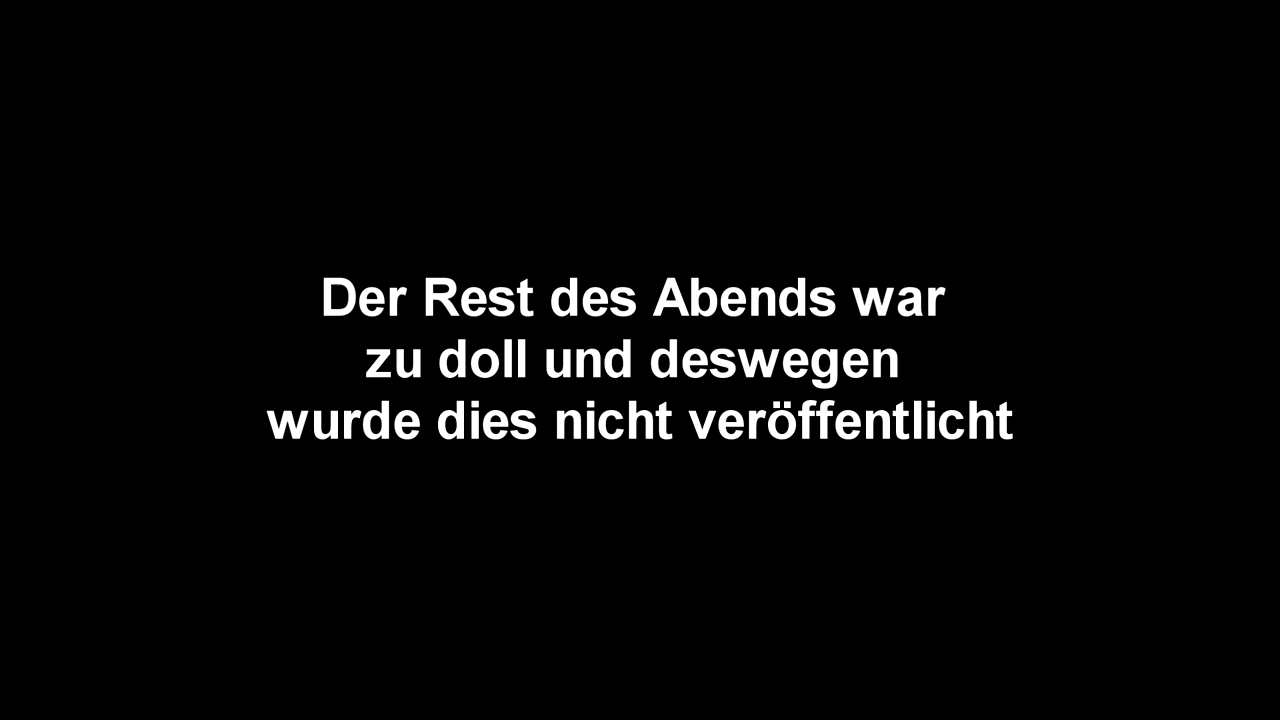 Der Rest des Abends war
zu doll und deswegen
wurde dies nicht veröffentlicht